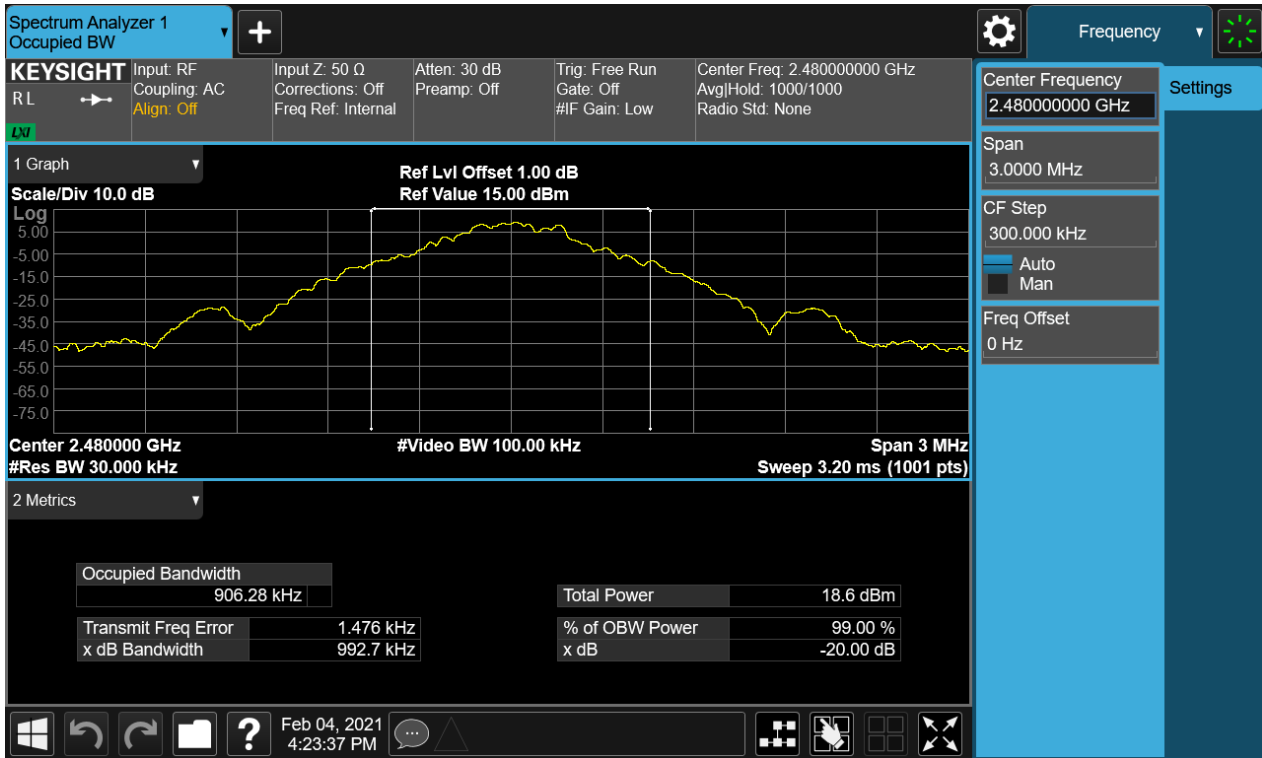 Spectrum Analyzer 1
Occupied BW
Frequency
KEYSIGHT
R L
LXI
Input: RF
Coupling: AC
Align: Off
Input Z: 50 Ω
Corrections: Off
Freq Ref: Internal
Atten: 30 dB
Preamp: Off
Trig: Free Run
Gate: Off
#IF Gain: Low
Center Freq: 2.480000000 GHz
Avg|Hold: 1000/1000
Radio Std: None
1 Graph
Scale/Div 10.0 dB
Ref Lvl Offset 1.00 dB
Ref Value 15.00 dBm
Log
5.00
-5.00
-15.0
-25.0
-35.0
-45.0
-55.0
-65.0
-75.0
Center 2.480000 GHz
#Video BW 100.00 kHz
Span 3 MHz
#Res BW 30.000 kHz
Sweep 3.20 ms (1001 pts)
2 Metrics
Occupied Bandwidth
906.28 kHz
Total Power 18.6 dBm
Transmit Freq Error 1.476 kHz
% of OBW Power 99.00 %
x dB Bandwidth 992.7 kHz
x dB -20.00 dB
Feb 04, 2021
4:23:37 PM
Center Frequency
2.480000000 GHz
Settings
Span
3.0000 MHz
CF Step
300.000 kHz
Auto
Man
Freq Offset
0 Hz